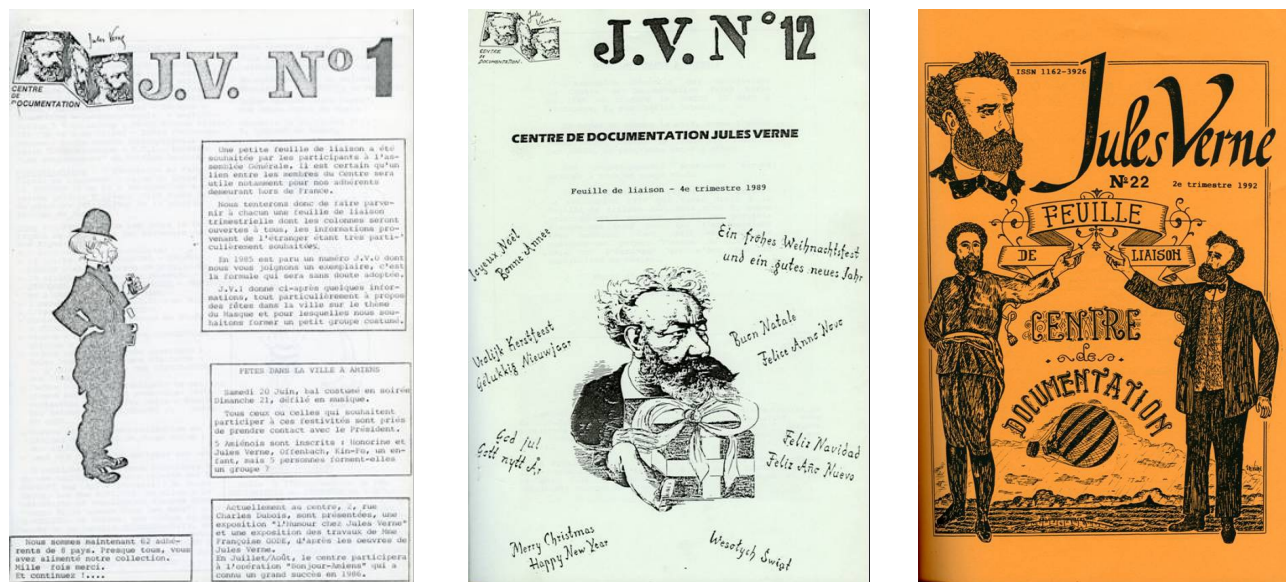 Jules Verne
CENTRE
DE
DOCUMENTATION
J.V. N° 1
Une petite feuille de liaison a été
souhaitée par les participants à l'as-
semblée Générale. Il est certain qu'un
lien entre les membres du Centre sera
utile notamment pour nos adhérents
demeurant hors de France.
Nous tenterons donc de faire parve-
nir à chacun une feuille de liaison
trimestrielle dont les colonnes seront
ouvertes à tous, les informations pro-
venant de l'étranger étant très parti-
culièrement souhaitées.
En 1985 est paru un numéro J.V.0 dont
nous vous joignons un exemplaire, c'est
la formule qui sera sans doute adoptée.
J.V.1 donne ci-après quelques infor-
mations, tout particulièrement à propos
des fêtes dans la ville sur le thème
du Masque et pour lesquelles nous sou-
haitons former un petit groupe costumé.
FETES DANS LA VILLE À AMIENS
Samedi 20 Juin, bal costumé en soirée
Dimanche 21, défilé en musique.
Tous ceux ou celles qui souhaitent
participer à ces festivités sont priés
de prendre contact avec le Président.
5 Amiénois sont inscrits : Honorine et
Jules Verne, Offenbach, Kin-Fo, un en-
fant, mais 5 personnes forment-elles
un groupe ?
Actuellement au centre, 2, rue
Charles Dubois, sont présentées, une
exposition "l'Humour chez Jules Verne"
et une exposition des travaux de Mme
Françoise GODE, d'après les oeuvres de
Jules Verne.
En Juillet/Août, le centre participera
à l'opération "Bonjour-Amiens" qui a
connu un grand succès en 1986.
Nous sommes maintenant 62 adhé-
rents de 8 pays. Presque tous, vous
avez alimenté notre collection.
Mille fois merci.
Et continuez !....
Jules Verne
CENTRE
DE
DOCUMENTATION
J.V. N° 12
CENTRE DE DOCUMENTATION JULES VERNE
Feuille de liaison - 4e trimestre 1989
Joyeux Noël
Bonne Année
Ein frohes Weihnachtsfest
und ein gutes neues Jahr
Vrolijk Kerstfeest
Gelukkig Nieuwjaar
Buon Natale
Felice Anno Novo
God jul
Gott nytt År
Feliz Navidad
Feliz Año Nuevo
Merry Christmas
Happy New Year
Wesołych Świąt
ISSN 1162-3926
Jules Verne
N°22
2e trimestre 1992
FEUILLE
DE LIAISON
CENTRE
de
DOCUMENTATION